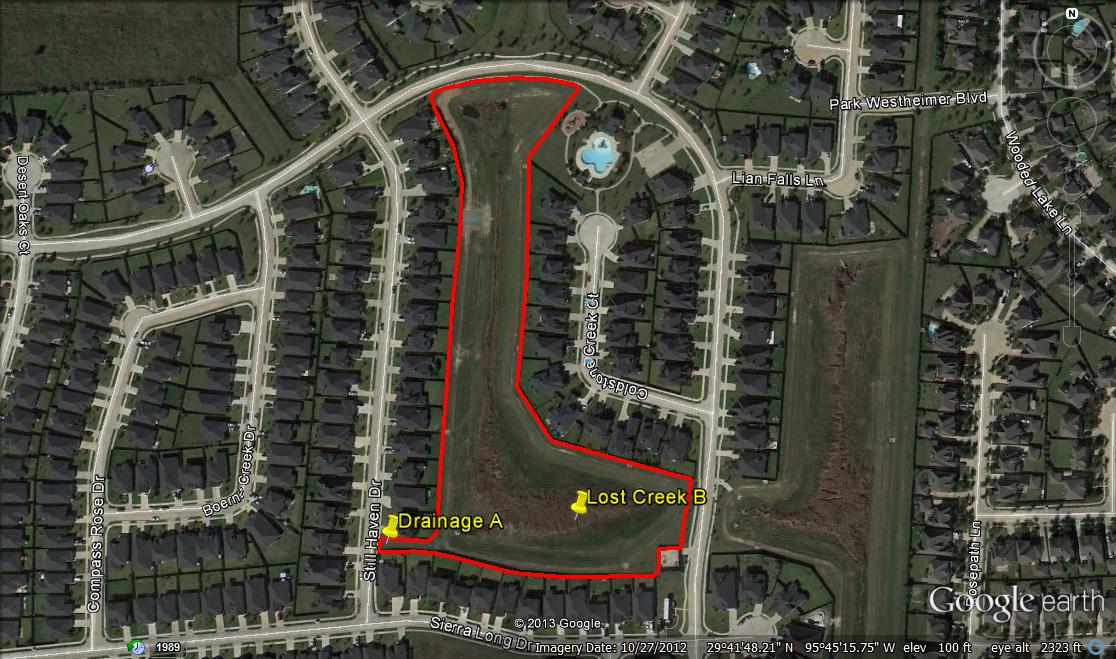 N
Park Westheimer Blvd
Wooded Lake Ln
Desert Oaks Ct
Lian Falls Ln
Coldstone Creek Ct
Boerne Creek Dr
Lost Creek B
Drainage A
Still Haven Dr
Compass Rose Dr
Rosepath Ln
Google earth
© 2013 Google
Sierra Long Dr
1989
Imagery Date: 10/27/2012 29°41'48.21" N 95°45'15.75" W elev 100 ft eye alt 2323 ft